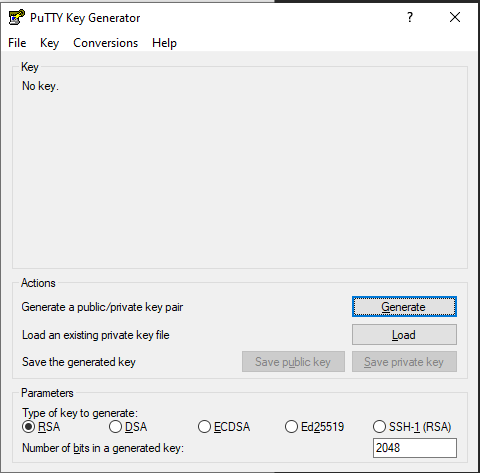 PuTTY Key Generator ?
File Key Conversions Help
Key
No key.
Actions
Generate a public/private key pair Generate
Load an existing private key file Load
Save the generated key Save public key Save private key
Parameters
Type of key to generate:
RSA DSA ECDSA Ed25519 SSH-1 (RSA)
Number of bits in a generated key: 2048